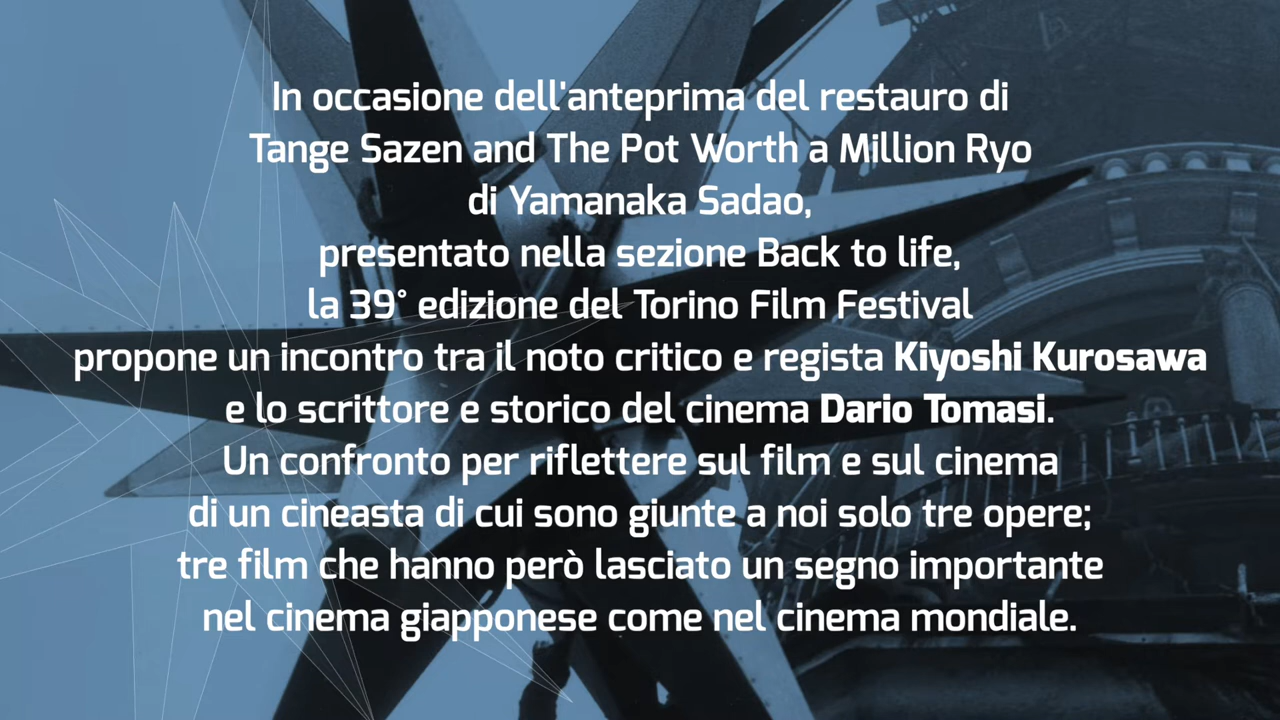 In occasione dell'anteprima del restauro di
Tange Sazen and The Pot Worth a Million Ryo
di Yamanaka Sadao,
presentato nella sezione Back to life,
la 39° edizione del Torino Film Festival
propone un incontro tra il noto critico e regista Kiyoshi Kurosawa
e lo scrittore e storico del cinema Dario Tomasi.
Un confronto per riflettere sul film e sul cinema
di un cineasta di cui sono giunte a noi solo tre opere;
tre film che hanno però lasciato un segno importante
nel cinema giapponese come nel cinema mondiale.